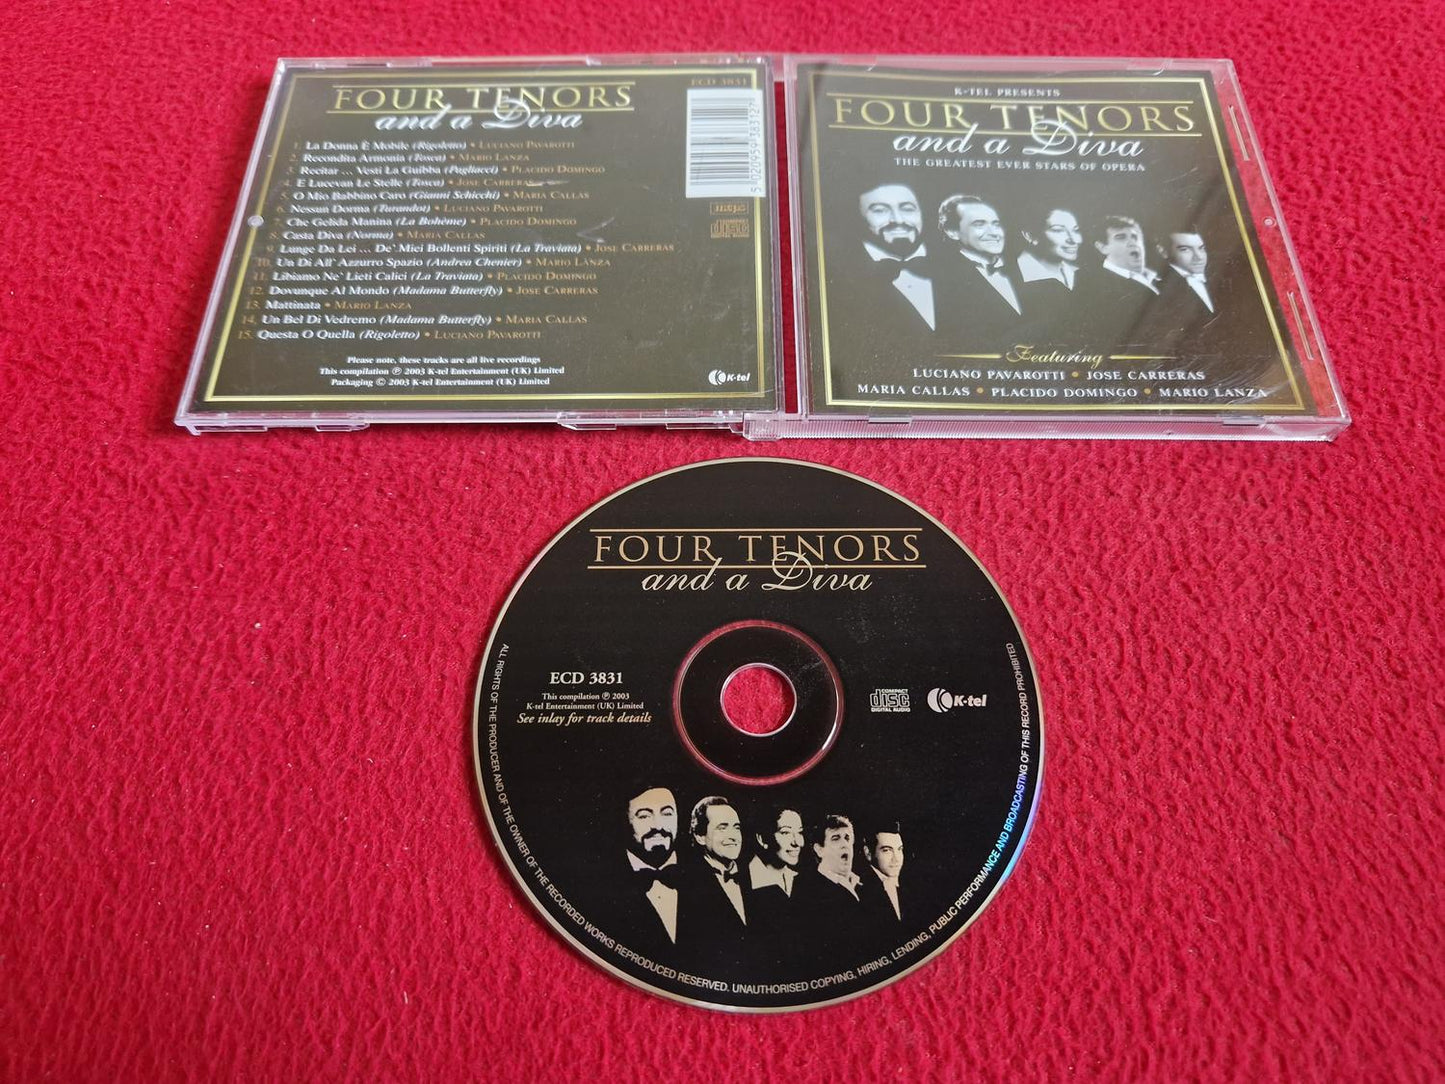 ECD 3831
FOUR TENORS
and a Diva
1. La Donna È Mobile (Rigoletto) • Luciano Pavarotti
2. Recondita Armonia (Tosca) • Mario Lanza
3. Recitar ... Vesti La Guibba (Pagliacci) • Placido Domingo
4. E Lucevan Le Stelle (Tosca) • Jose Carreras
5. O Mio Babbino Caro (Gianni Schicchi) • Maria Callas
6. Nessun Dorma (Turandot) • Luciano Pavarotti
7. Che Gelida Manina (La Bohème) • Placido Domingo
8. Casta Diva (Norma) • Maria Callas
9. Lunge Da Lei ... De' Miei Bollenti Spiriti (La Traviata) • Jose Carreras
10. Un Di All' Azzurro Spazio (Andrea Chenier) • Mario Lanza
11. Libiamo Ne' Lieti Calici (La Traviata) • Placido Domingo
12. Dovunque Al Mondo (Madama Butterfly) • Jose Carreras
13. Mattinata • Mario Lanza
14. Un Bel Di Vedremo (Madama Butterfly) • Maria Callas
15. Questa O Quella (Rigoletto) • Luciano Pavarotti
Please note, these tracks are all live recordings
This compilation ℗ 2003 K-tel Entertainment (UK) Limited
Packaging © 2003 K-tel Entertainment (UK) Limited
5 020959 383127
mcps
COMPACT
disc
DIGITAL AUDIO
K-tel
K-TEL PRESENTS
FOUR TENORS
and a Diva
THE GREATEST EVER STARS OF OPERA
Featuring
LUCIANO PAVAROTTI • JOSE CARRERAS
MARIA CALLAS • PLACIDO DOMINGO • MARIO LANZA
FOUR TENORS
and a Diva
ECD 3831
This compilation ℗ 2003
K-tel Entertainment (UK) Limited
See inlay for track details
COMPACT
disc
DIGITAL AUDIO
K-tel
ALL RIGHTS OF THE PRODUCER AND OF THE OWNER OF THE RECORDED WORKS REPRODUCED RESERVED. UNAUTHORISED COPYING, HIRING, LENDING, PUBLIC PERFORMANCE AND BROADCASTING OF THIS RECORD PROHIBITED